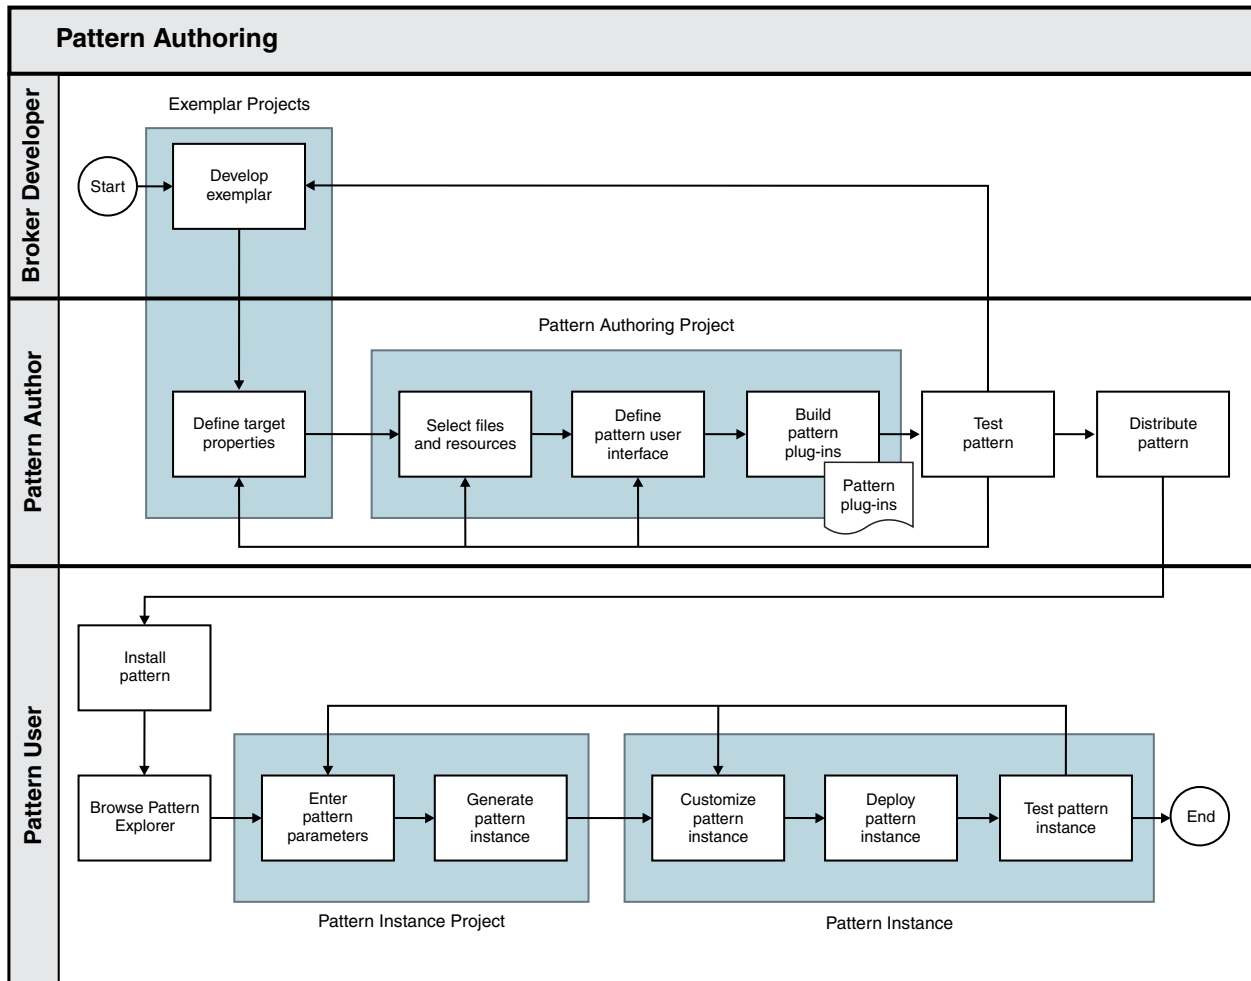 Pattern Authoring
Broker Developer
Exemplar Projects
Start
Develop
exemplar
Pattern Author
Pattern Authoring Project
Define target
properties
Select files
and resources
Define
pattern user
interface
Build
pattern
plug-ins
Pattern
plug-ins
Test
pattern
Distribute
pattern
Pattern User
Install
pattern
Browse Pattern
Explorer
Enter
pattern
parameters
Generate
pattern
instance
Customize
pattern
instance
Deploy
pattern
instance
Test pattern
instance
End
Pattern Instance Project
Pattern Instance